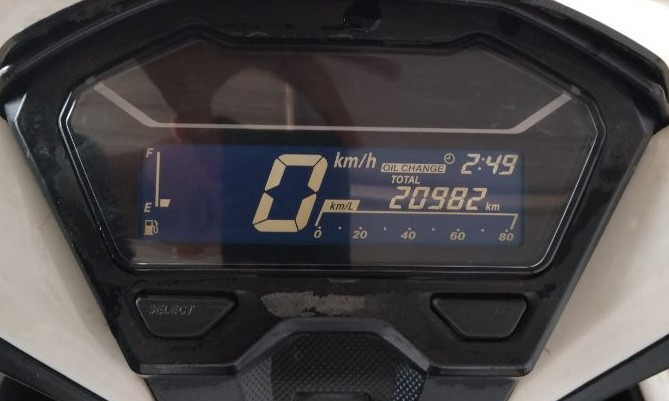 F
E
0 km/h
OIL CHANGE 2:49
TOTAL
20982 km
km/L
0 20 40 60 80
SELECT